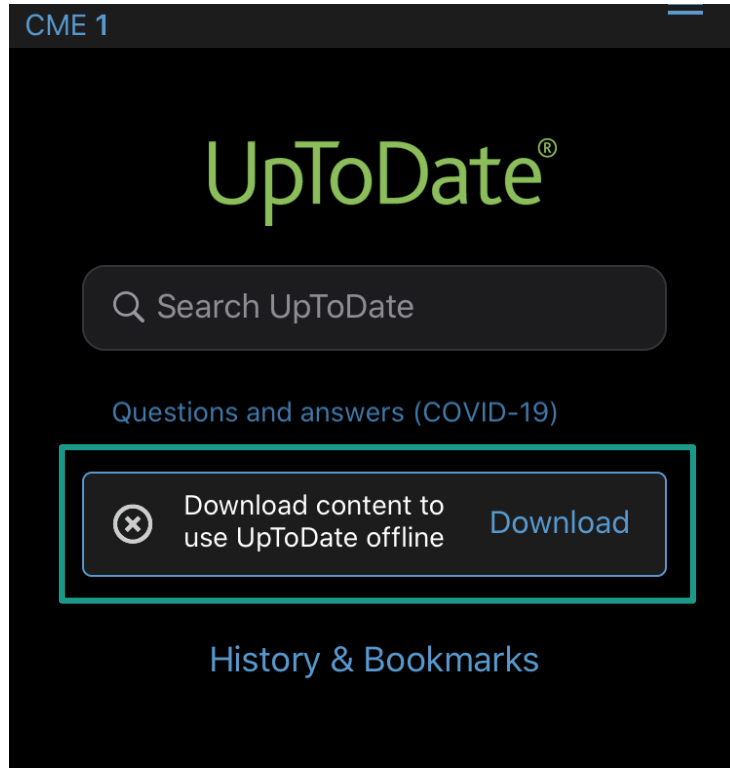 CME 1
UpToDate®
Search UpToDate
Questions and answers (COVID-19)
Download content to
use UpToDate offline
Download
History & Bookmarks